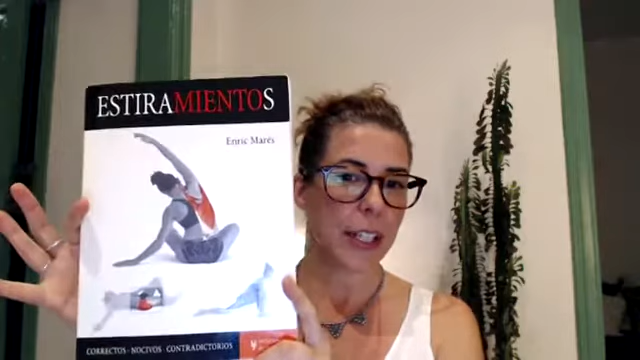 ESTIRAMIENTOS
Enric Marés
CORRECTOS · NOCIVOS · CONTRADICTORIOS